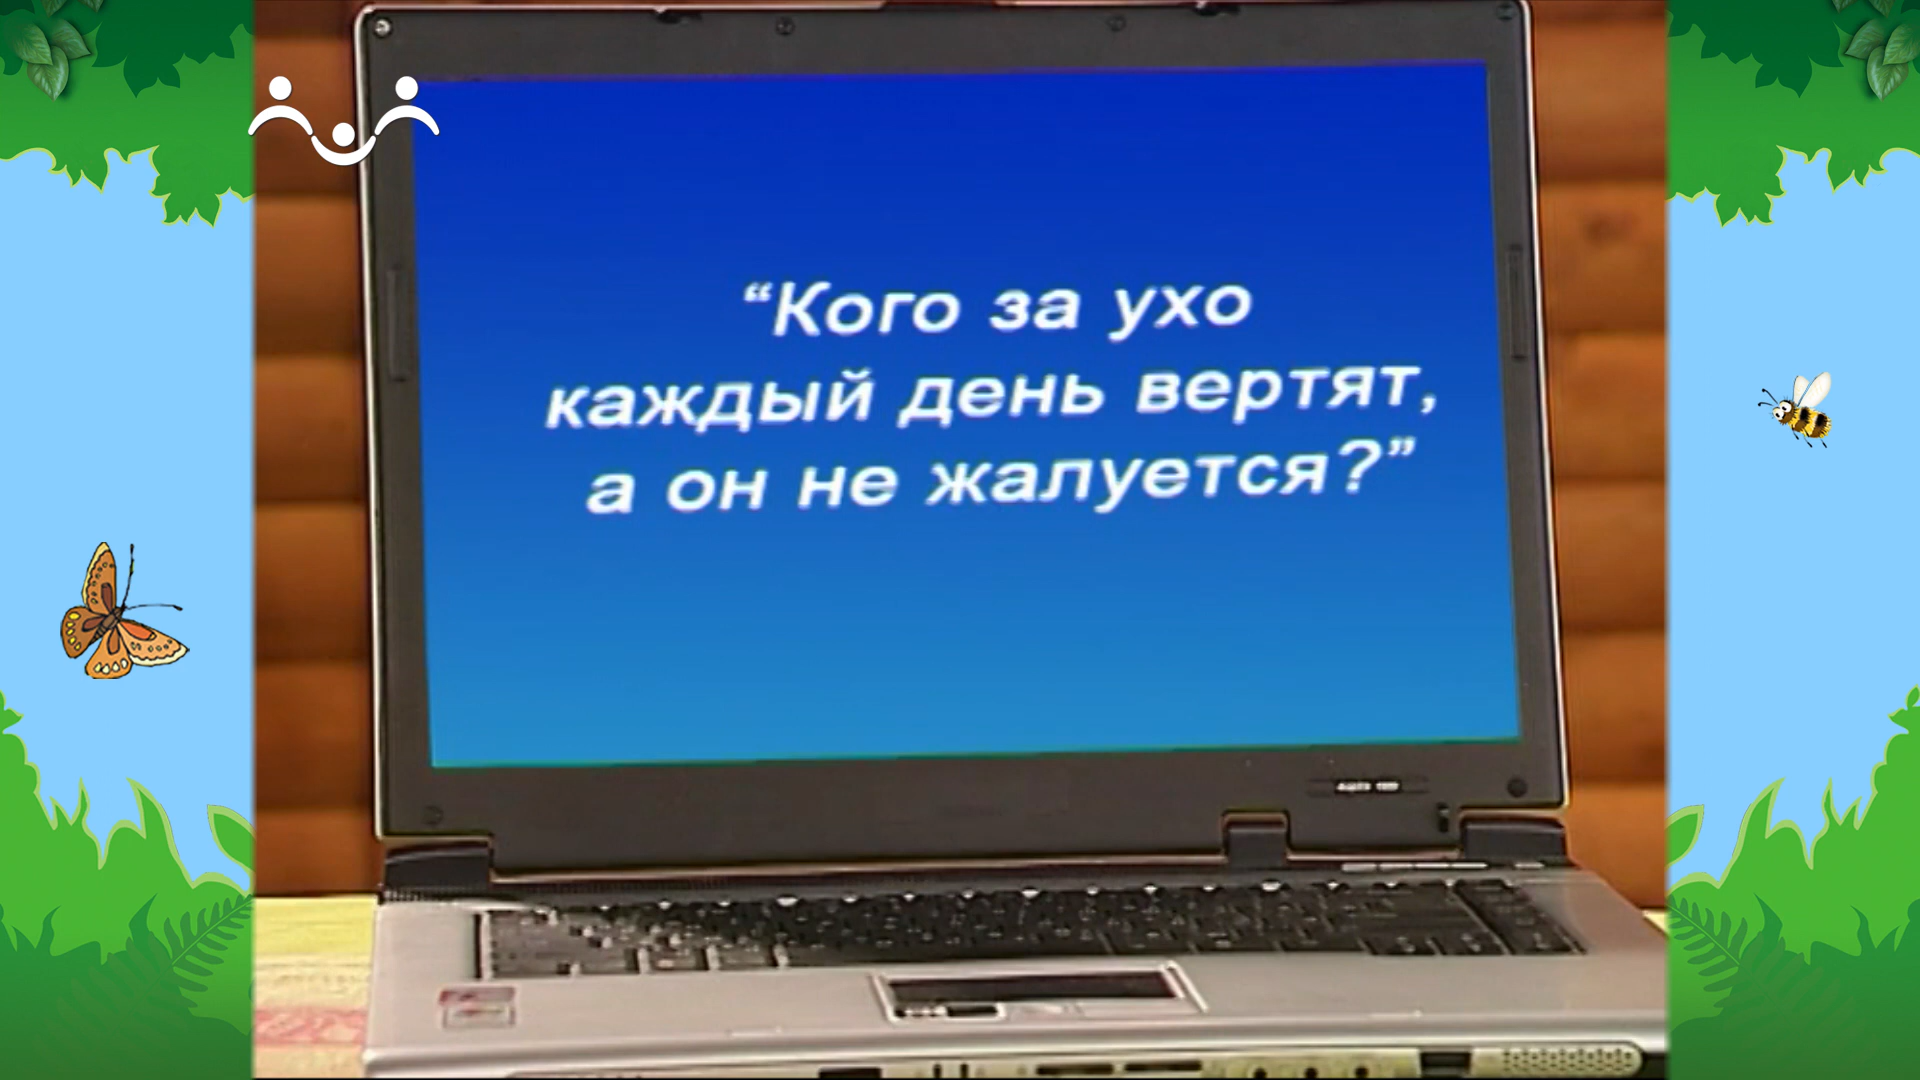 “Кого за ухо
каждый день вертят,
а он не жалуется?”